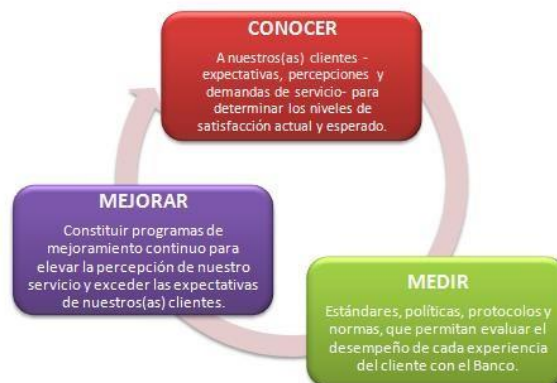 CONOCER
A nuestros(as) clientes -
expectativas, percepciones y
demandas de servicio- para
determinar los niveles de
satisfacción actual y esperado.
MEJORAR
Constituir programas de
mejoramiento continuo para
elevar la percepción de nuestro
servicio y exceder las expectativas
de nuestros(as) clientes.
MEDIR
Estándares, políticas, protocolos y
normas, que permitan evaluar el
desempeño de cada experiencia
del cliente con el Banco.